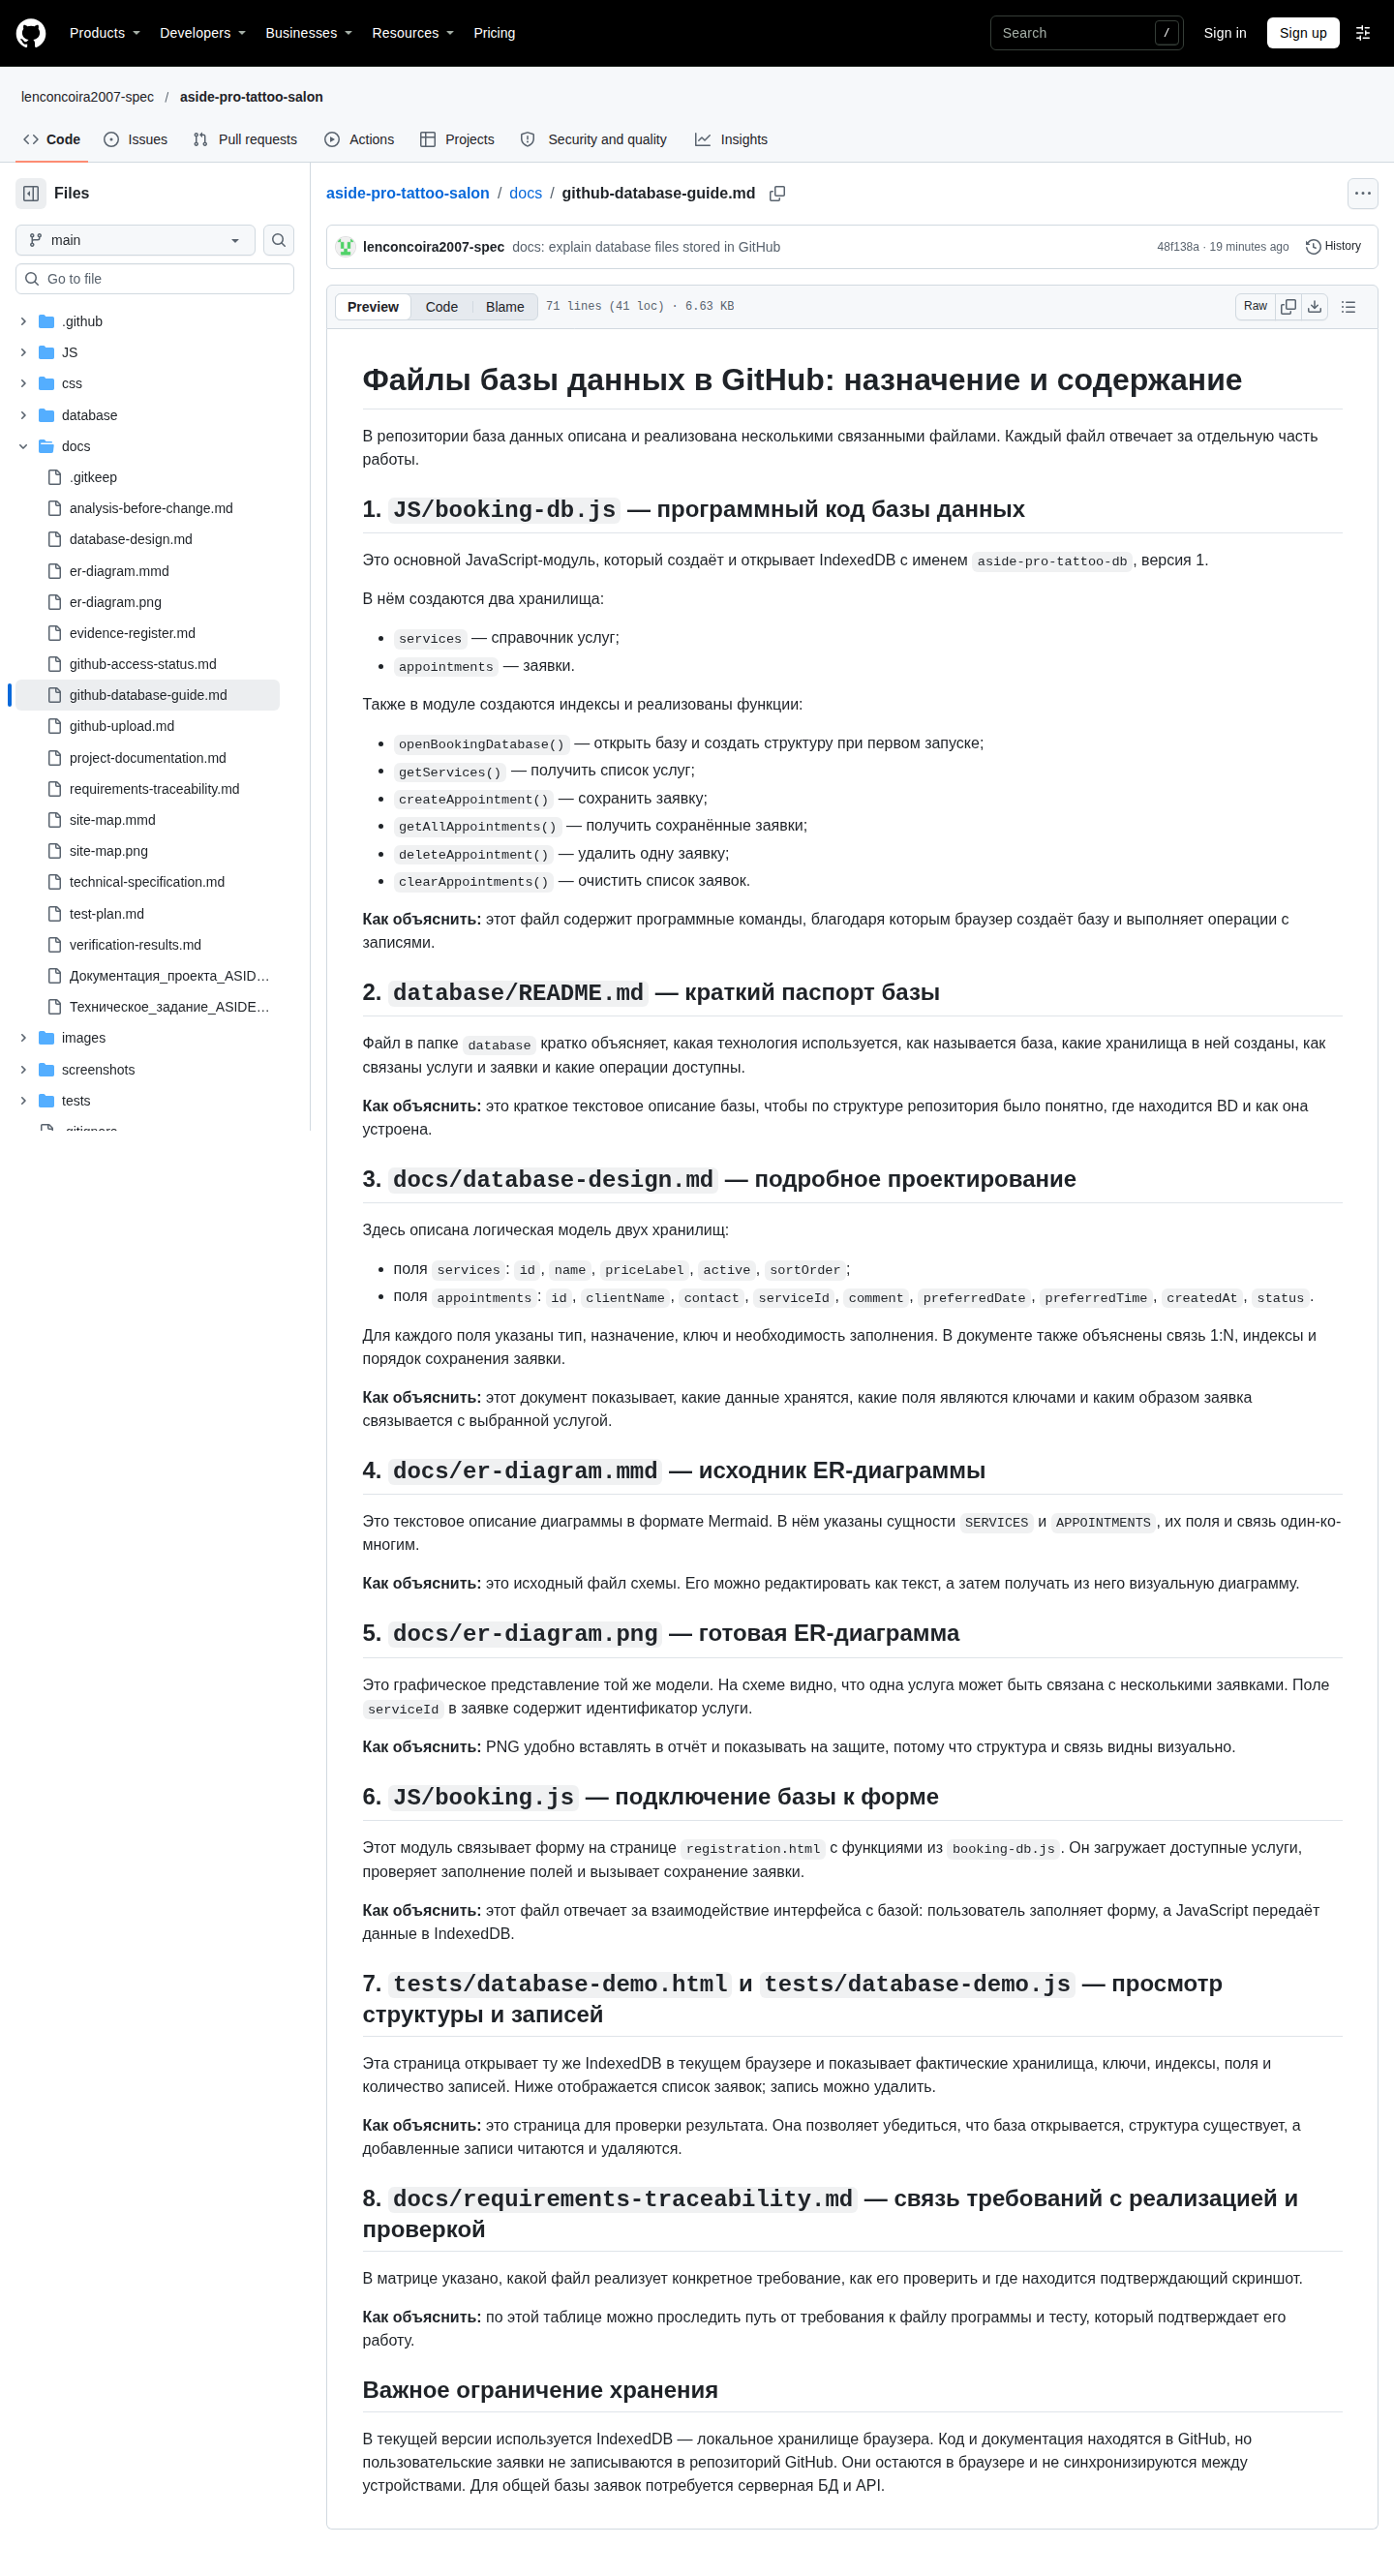 Products Developers Businesses Resources Pricing Search / Sign in Sign up
lenconcoira2007-spec / aside-pro-tattoo-salon
Code Issues Pull requests Actions Projects Security and quality Insights
Files
main
Go to file
.github
JS
css
database
docs
.gitkeep
analysis-before-change.md
database-design.md
er-diagram.mmd
er-diagram.png
evidence-register.md
github-access-status.md
github-database-guide.md
github-upload.md
project-documentation.md
requirements-traceability.md
site-map.mmd
site-map.png
technical-specification.md
test-plan.md
verification-results.md
Документация_проекта_ASID…
Техническое_задание_ASIDE…
images
screenshots
tests
aside-pro-tattoo-salon / docs / github-database-guide.md
lenconcoira2007-spec docs: explain database files stored in GitHub 48f138a · 19 minutes ago History
Preview Code Blame 71 lines (41 loc) · 6.63 KB Raw
Файлы базы данных в GitHub: назначение и содержание
В репозитории база данных описана и реализована несколькими связанными файлами. Каждый файл отвечает за отдельную часть
работы.
1. JS/booking-db.js — программный код базы данных
Это основной JavaScript-модуль, который создаёт и открывает IndexedDB с именем aside-pro-tattoo-db, версия 1.
В нём создаются два хранилища:
• services — справочник услуг;
• appointments — заявки.
Также в модуле создаются индексы и реализованы функции:
• openBookingDatabase() — открыть базу и создать структуру при первом запуске;
• getServices() — получить список услуг;
• createAppointment() — сохранить заявку;
• getAllAppointments() — получить сохранённые заявки;
• deleteAppointment() — удалить одну заявку;
• clearAppointments() — очистить список заявок.
Как объяснить: этот файл содержит программные команды, благодаря которым браузер создаёт базу и выполняет операции с
записями.
2. database/README.md — краткий паспорт базы
Файл в папке database кратко объясняет, какая технология используется, как называется база, какие хранилища в ней созданы, как
связаны услуги и заявки и какие операции доступны.
Как объяснить: это краткое текстовое описание базы, чтобы по структуре репозитория было понятно, где находится BD и как она
устроена.
3. docs/database-design.md — подробное проектирование
Здесь описана логическая модель двух хранилищ:
• поля services: id, name, priceLabel, active, sortOrder;
• поля appointments: id, clientName, contact, serviceId, comment, preferredDate, preferredTime, createdAt, status.
Для каждого поля указаны тип, назначение, ключ и необходимость заполнения. В документе также объяснены связь 1:N, индексы и
порядок сохранения заявки.
Как объяснить: этот документ показывает, какие данные хранятся, какие поля являются ключами и каким образом заявка
связывается с выбранной услугой.
4. docs/er-diagram.mmd — исходник ER-диаграммы
Это текстовое описание диаграммы в формате Mermaid. В нём указаны сущности SERVICES и APPOINTMENTS, их поля и связь один-ко-
многим.
Как объяснить: это исходный файл схемы. Его можно редактировать как текст, а затем получать из него визуальную диаграмму.
5. docs/er-diagram.png — готовая ER-диаграмма
Это графическое представление той же модели. На схеме видно, что одна услуга может быть связана с несколькими заявками. Поле
serviceId в заявке содержит идентификатор услуги.
Как объяснить: PNG удобно вставлять в отчёт и показывать на защите, потому что структура и связь видны визуально.
6. JS/booking.js — подключение базы к форме
Этот модуль связывает форму на странице registration.html с функциями из booking-db.js. Он загружает доступные услуги,
проверяет заполнение полей и вызывает сохранение заявки.
Как объяснить: этот файл отвечает за взаимодействие интерфейса с базой: пользователь заполняет форму, а JavaScript передаёт
данные в IndexedDB.
7. tests/database-demo.html и tests/database-demo.js — просмотр
структуры и записей
Эта страница открывает ту же IndexedDB в текущем браузере и показывает фактические хранилища, ключи, индексы, поля и
количество записей. Ниже отображается список заявок; запись можно удалить.
Как объяснить: это страница для проверки результата. Она позволяет убедиться, что база открывается, структура существует, а
добавленные записи читаются и удаляются.
8. docs/requirements-traceability.md — связь требований с реализацией и
проверкой
В матрице указано, какой файл реализует конкретное требование, как его проверить и где находится подтверждающий скриншот.
Как объяснить: по этой таблице можно проследить путь от требования к файлу программы и тесту, который подтверждает его
работу.
Важное ограничение хранения
В текущей версии используется IndexedDB — локальное хранилище браузера. Код и документация находятся в GitHub, но
пользовательские заявки не записываются в репозиторий GitHub. Они остаются в браузере и не синхронизируются между
устройствами. Для общей базы заявок потребуется серверная БД и API.